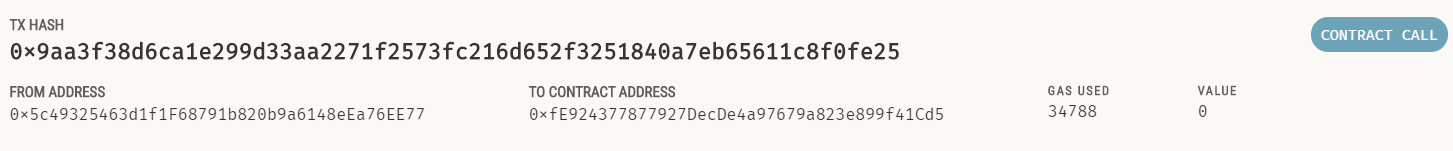 TX HASH
0x9aa3f38d6ca1e299d33aa2271f2573fc216d652f3251840a7eb65611c8f0fe25
CONTRACT CALL
FROM ADDRESS
0x5c49325463d1f1F68791b820b9a6148eEa76EE77
TO CONTRACT ADDRESS
0xfE924377877927DecDe4a97679a823e899f41Cd5
GAS USED
34788
VALUE
0